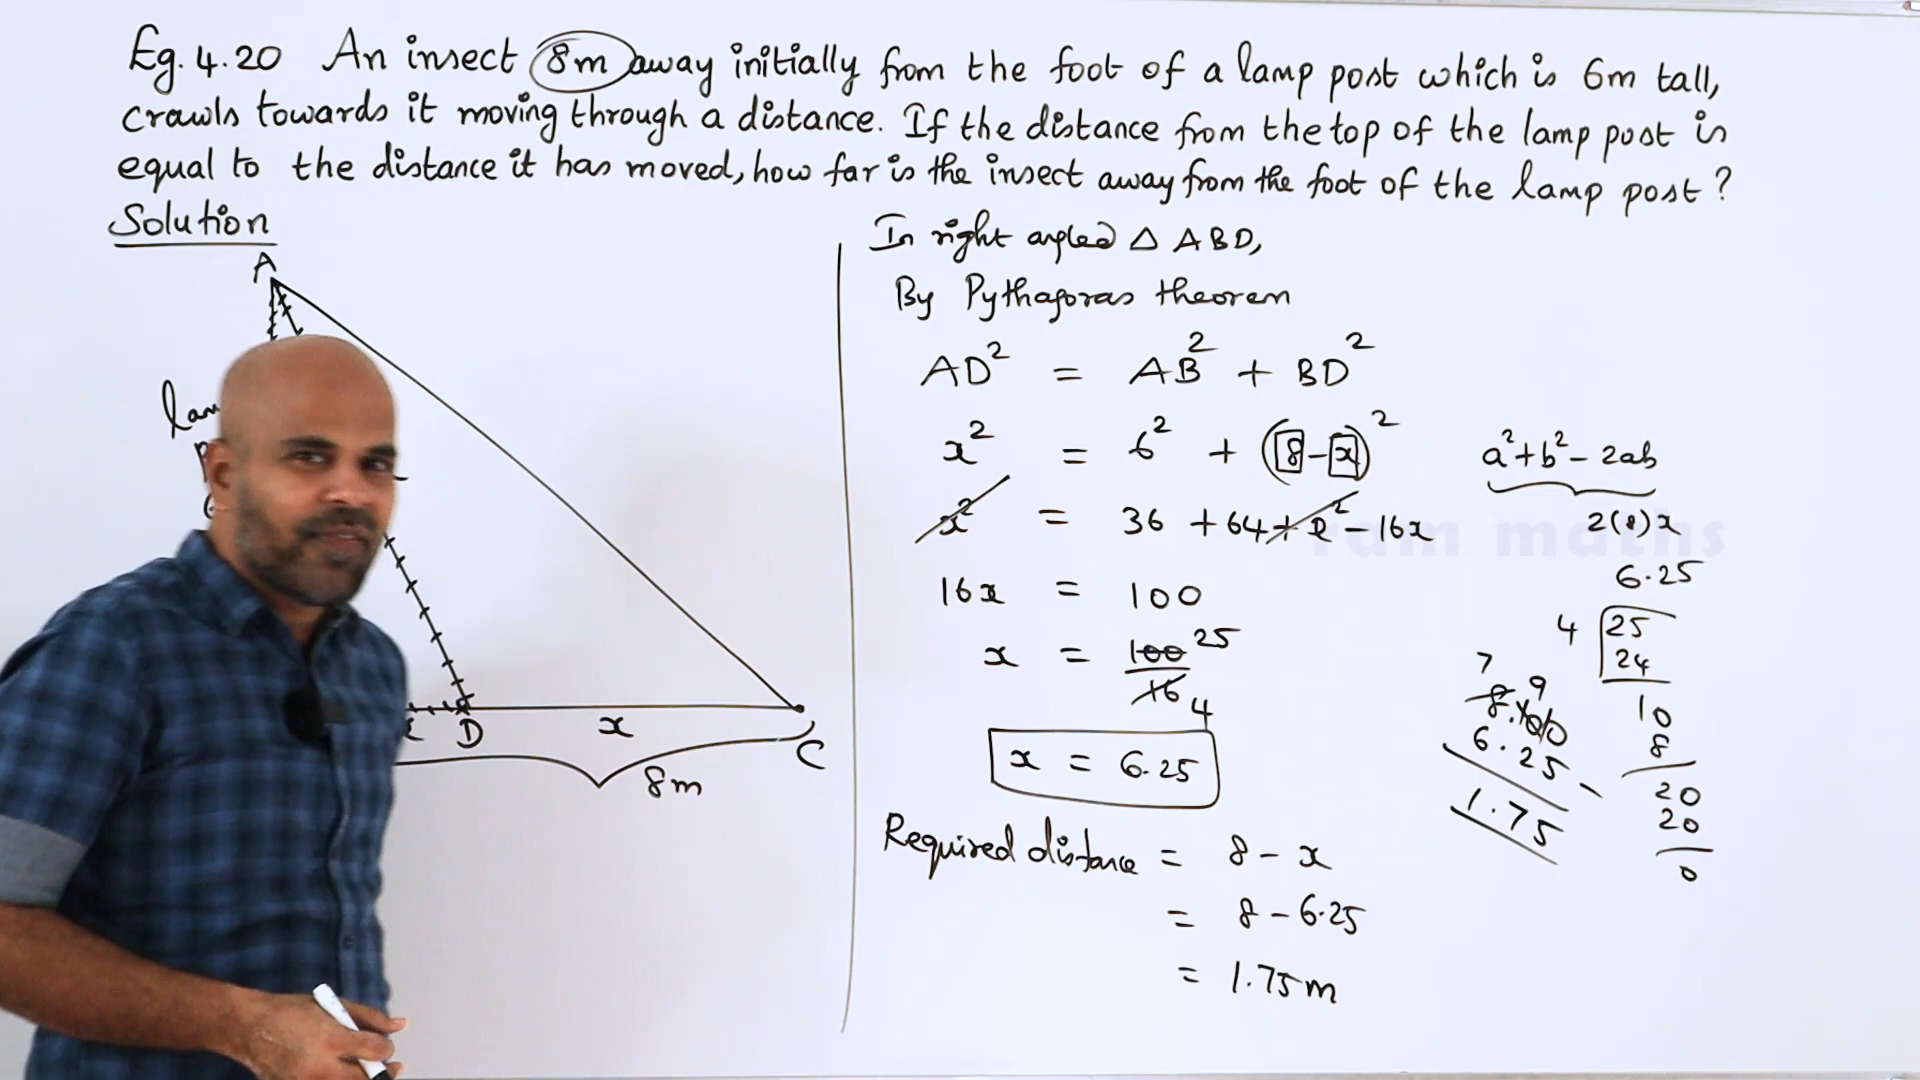 Eg. 4.20 An insect 8m away initially from the foot of a lamp post which is 6m tall,
crawls towards it moving through a distance. If the distance from the top of the lamp post is
equal to the distance it has moved, how far is the insect away from the foot of the lamp post?
Solution
A
D
x
C
8m
In right angled △ ABD,
By Pythagoras theorem
AD² = AB² + BD²
x² = 6² + (8-x)²
a²+b²-2ab
x² = 36 + 64 + x² - 16x
2(8)x
ram maths
16x = 100
x = 100/16 25 4
x = 6.25
Required distance = 8 - x
= 8 - 6.25
= 1.75m
6.25
4 25
24
10
8
20
20
0
7 9
8.00
6.25 -
1.75